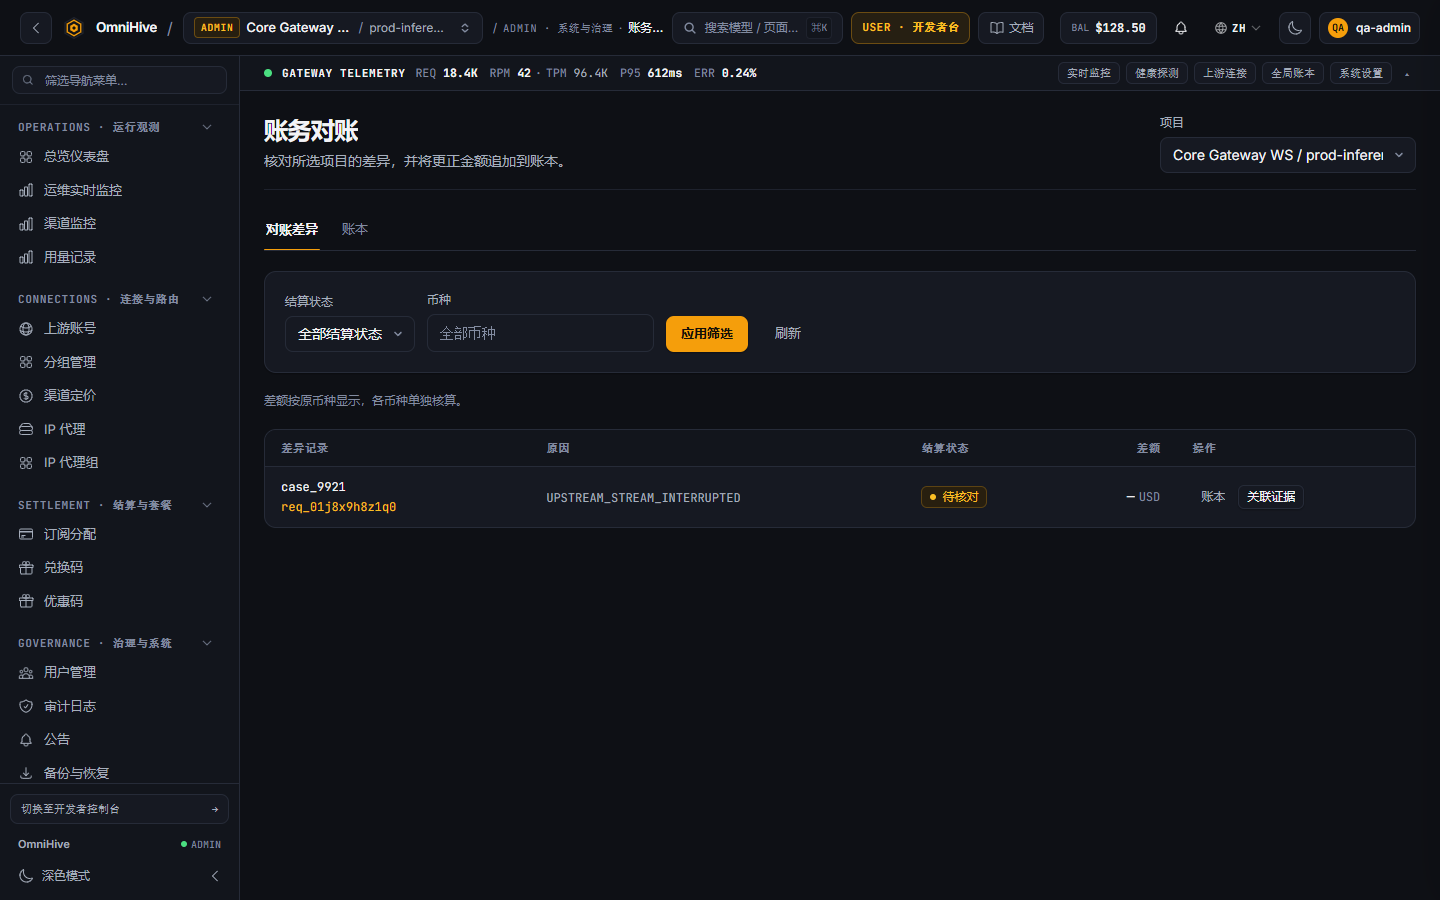 OmniHive / ADMIN Core Gateway ... / prod-infere... / ADMIN · 系统与治理 · 账务... 搜索模型 / 页面... ⌘K USER · 开发者台 文档 BAL $128.50 ZH QA qa-admin
筛选导航菜单...
GATEWAY TELEMETRY REQ 18.4K RPM 42 · TPM 96.4K P95 612ms ERR 0.24% 实时监控 健康探测 上游连接 全局账本 系统设置
OPERATIONS · 运行观测
总览仪表盘
运维实时监控
渠道监控
用量记录
CONNECTIONS · 连接与路由
上游账号
分组管理
渠道定价
IP 代理
IP 代理组
SETTLEMENT · 结算与套餐
订阅分配
兑换码
优惠码
GOVERNANCE · 治理与系统
用户管理
审计日志
公告
备份与恢复
切换至开发者控制台 →
OmniHive ADMIN
深色模式
账务对账
核对所选项目的差异，并将更正金额追加到账本。
项目
Core Gateway WS / prod-infere
对账差异 账本
结算状态 币种
全部结算状态 全部币种 应用筛选 刷新
差额按原币种显示，各币种单独核算。
差异记录 原因 结算状态 差额 操作
case_9921
req_01j8x9h8z1q0 UPSTREAM_STREAM_INTERRUPTED 待核对 — USD 账本 关联证据